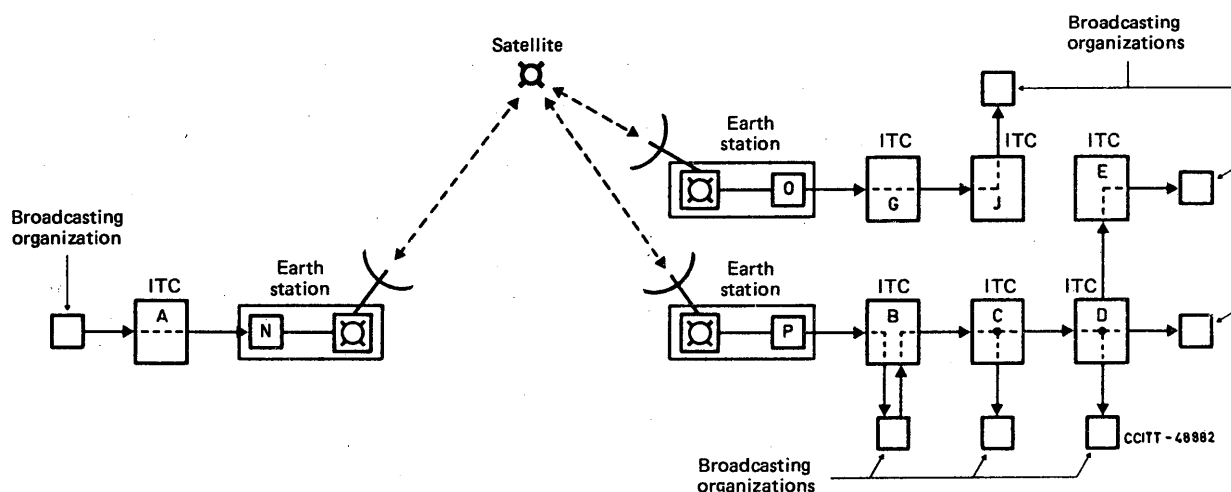 Broadcasting
organizations
Satellite
Earth
station
ITC
ITC
ITC
O
G
J
E
Broadcasting
organization
ITC
A
Earth
station
N
Earth
station
P
ITC
B
ITC
C
ITC
D
CCITT - 48882
Broadcasting
organizations